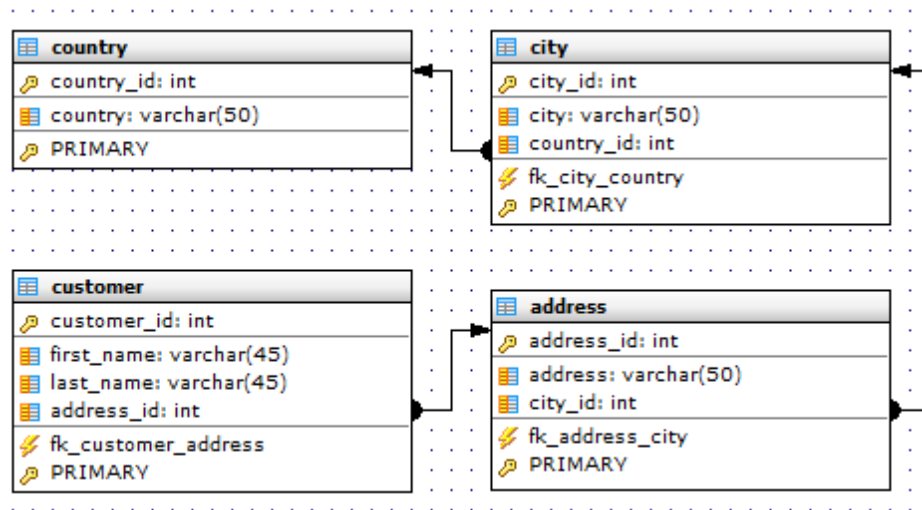 country
country_id: int
country: varchar(50)
PRIMARY
city
city_id: int
city: varchar(50)
country_id: int
fk_city_country
PRIMARY
customer
customer_id: int
first_name: varchar(45)
last_name: varchar(45)
address_id: int
fk_customer_address
PRIMARY
address
address_id: int
address: varchar(50)
city_id: int
fk_address_city
PRIMARY